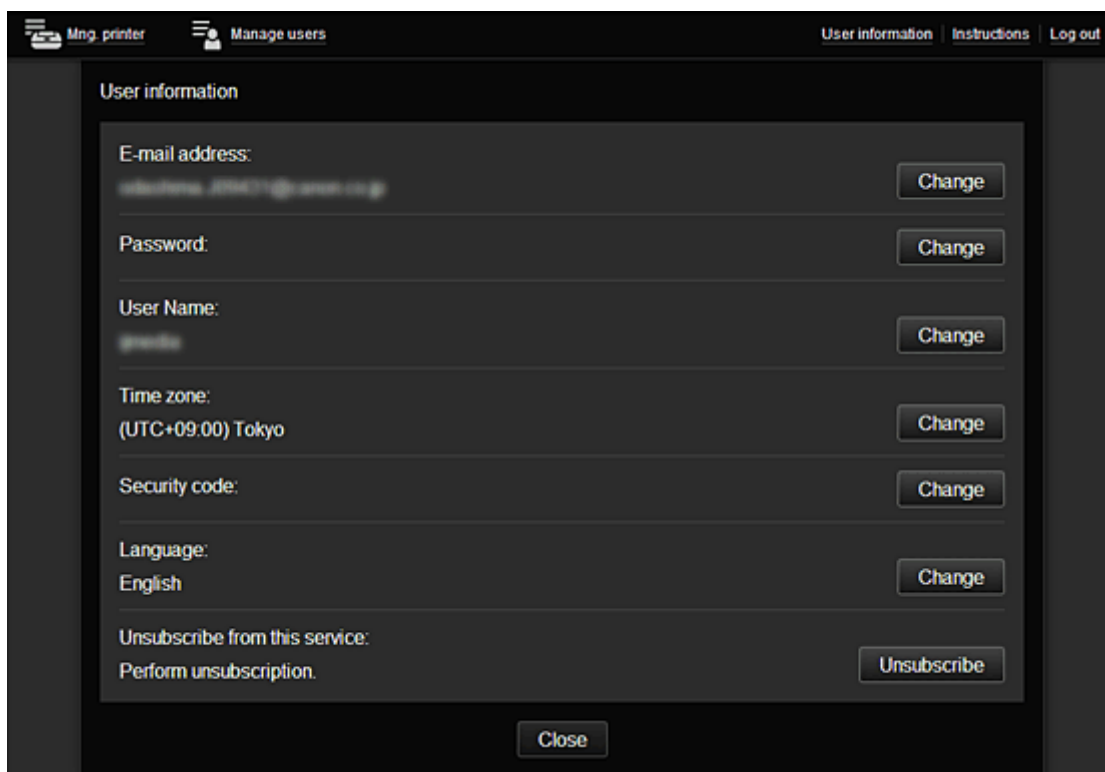 Mng. printer Manage users User information Instructions Log out
User information
E-mail address:
Change
Password:
Change
User Name:
Change
Time zone:
(UTC+09:00) Tokyo
Change
Security code:
Change
Language:
English
Change
Unsubscribe from this service:
Perform unsubscription.
Unsubscribe
Close